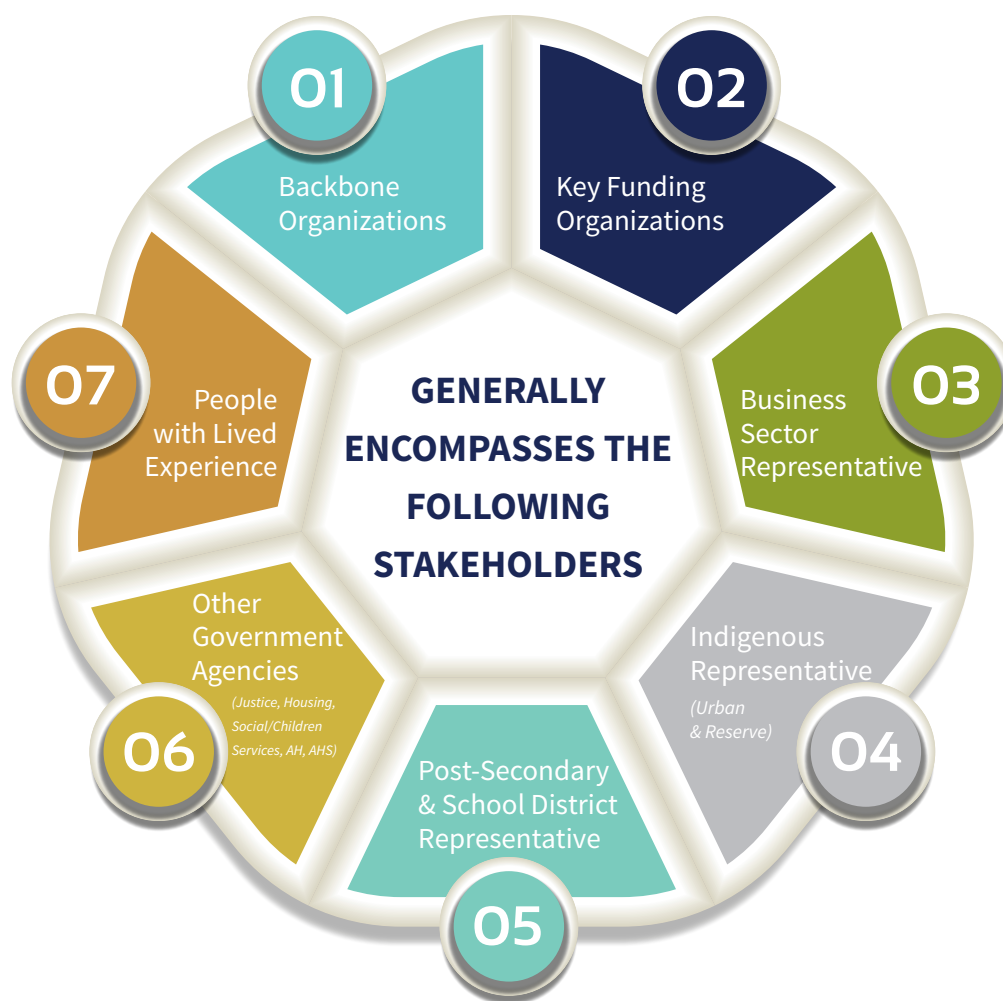 GENERALLY
ENCOMPASSES THE
FOLLOWING
STAKEHOLDERS
01
Backbone
Organizations
02
Key Funding
Organizations
03
Business
Sector
Representative
04
Indigenous
Representative
(Urban
& Reserve)
05
Post-Secondary
& School District
Representative
06
Other
Government
Agencies
(Justice, Housing,
Social/Children
Services, AH, AHS)
07
People
with Lived
Experience